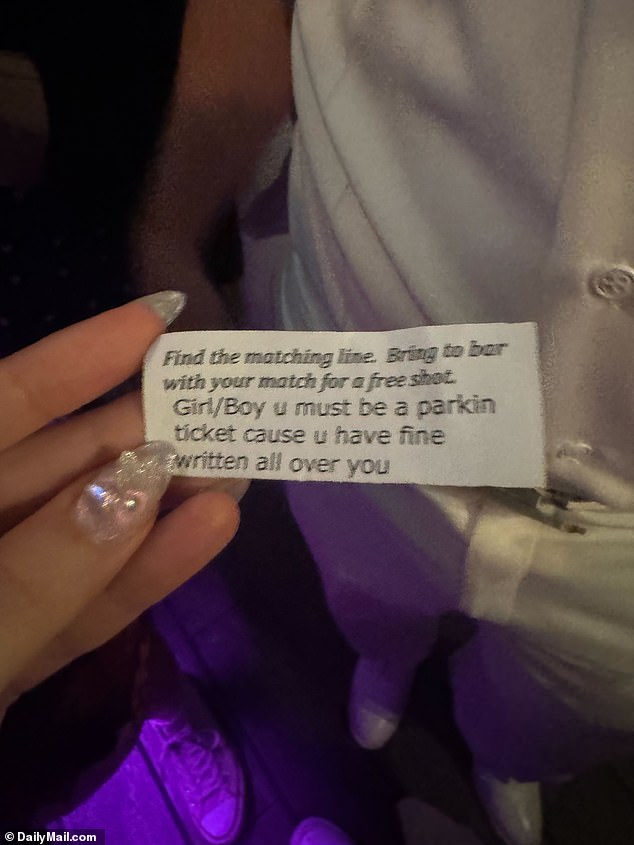 Find the matching line. Bring to bar
with your match for a free shot.
Girl/Boy u must be a parkin
ticket cause u have fine
written all over you
© DailyMail.com